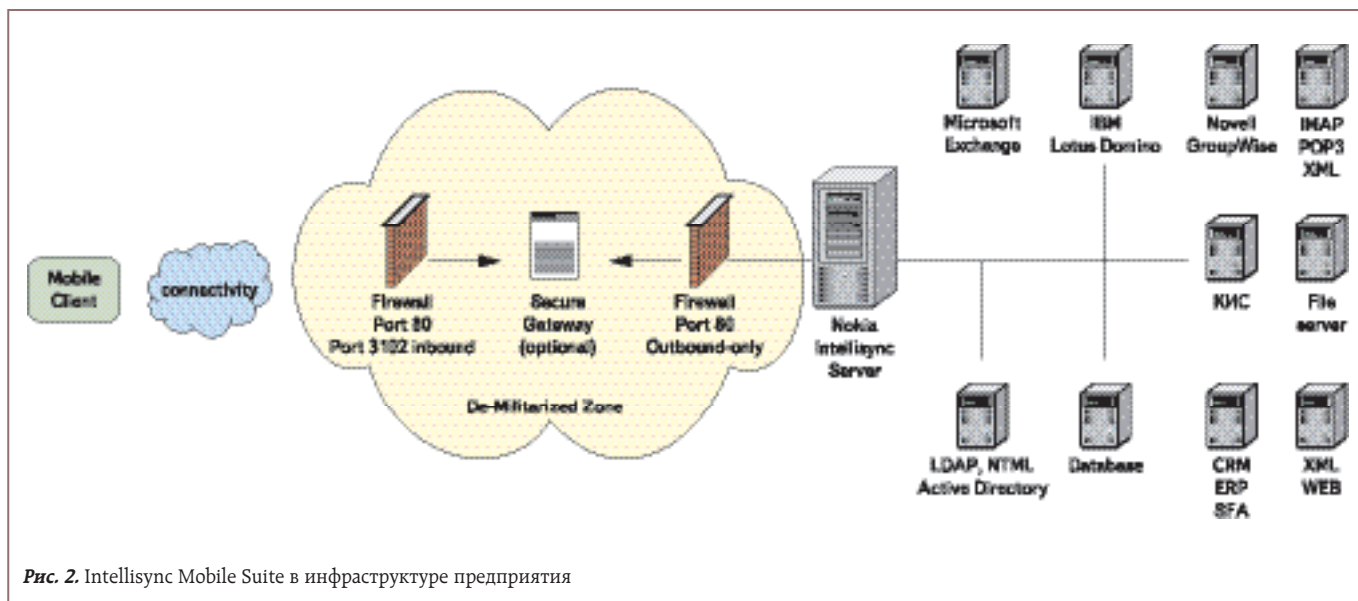 Microsoft
Exchange
IBM
Lotus Domino
Novell
GroupWise
IMAP
POP3
XML
Mobile
Client
connectivity
Firewall
Port 80
Port 3102 inbound
Secure
Gateway
(optional)
Firewall
Port 80
Outbound-only
De-Militarized Zone
Nokia
Intellisync
Server
КИС
File
server
LDAP, NTML
Active Directory
Database
CRM
ERP
SFA
XML
WEB
Рис. 2. Intellisync Mobile Suite в инфраструктуре предприятия